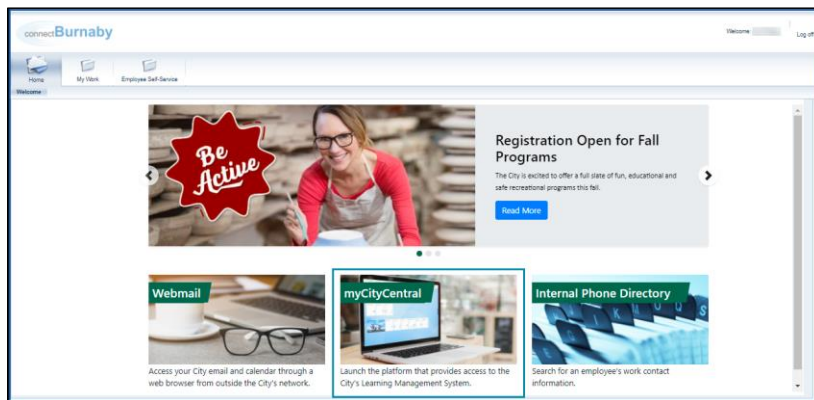 connectBurnaby
Welcome
Log off
Home
My Work
Employee Self-Service
Welcome
Be
Active
Registration Open for Fall
Programs
The City is excited to offer a full slate of fun, educational and
safe recreational programs this fall.
Read More
Webmail
myCityCentral
Internal Phone Directory
Access your City email and calendar through a
web browser from outside the City's network.
Launch the platform that provides access to the
City's Learning Management System.
Search for an employee's work contact
information.